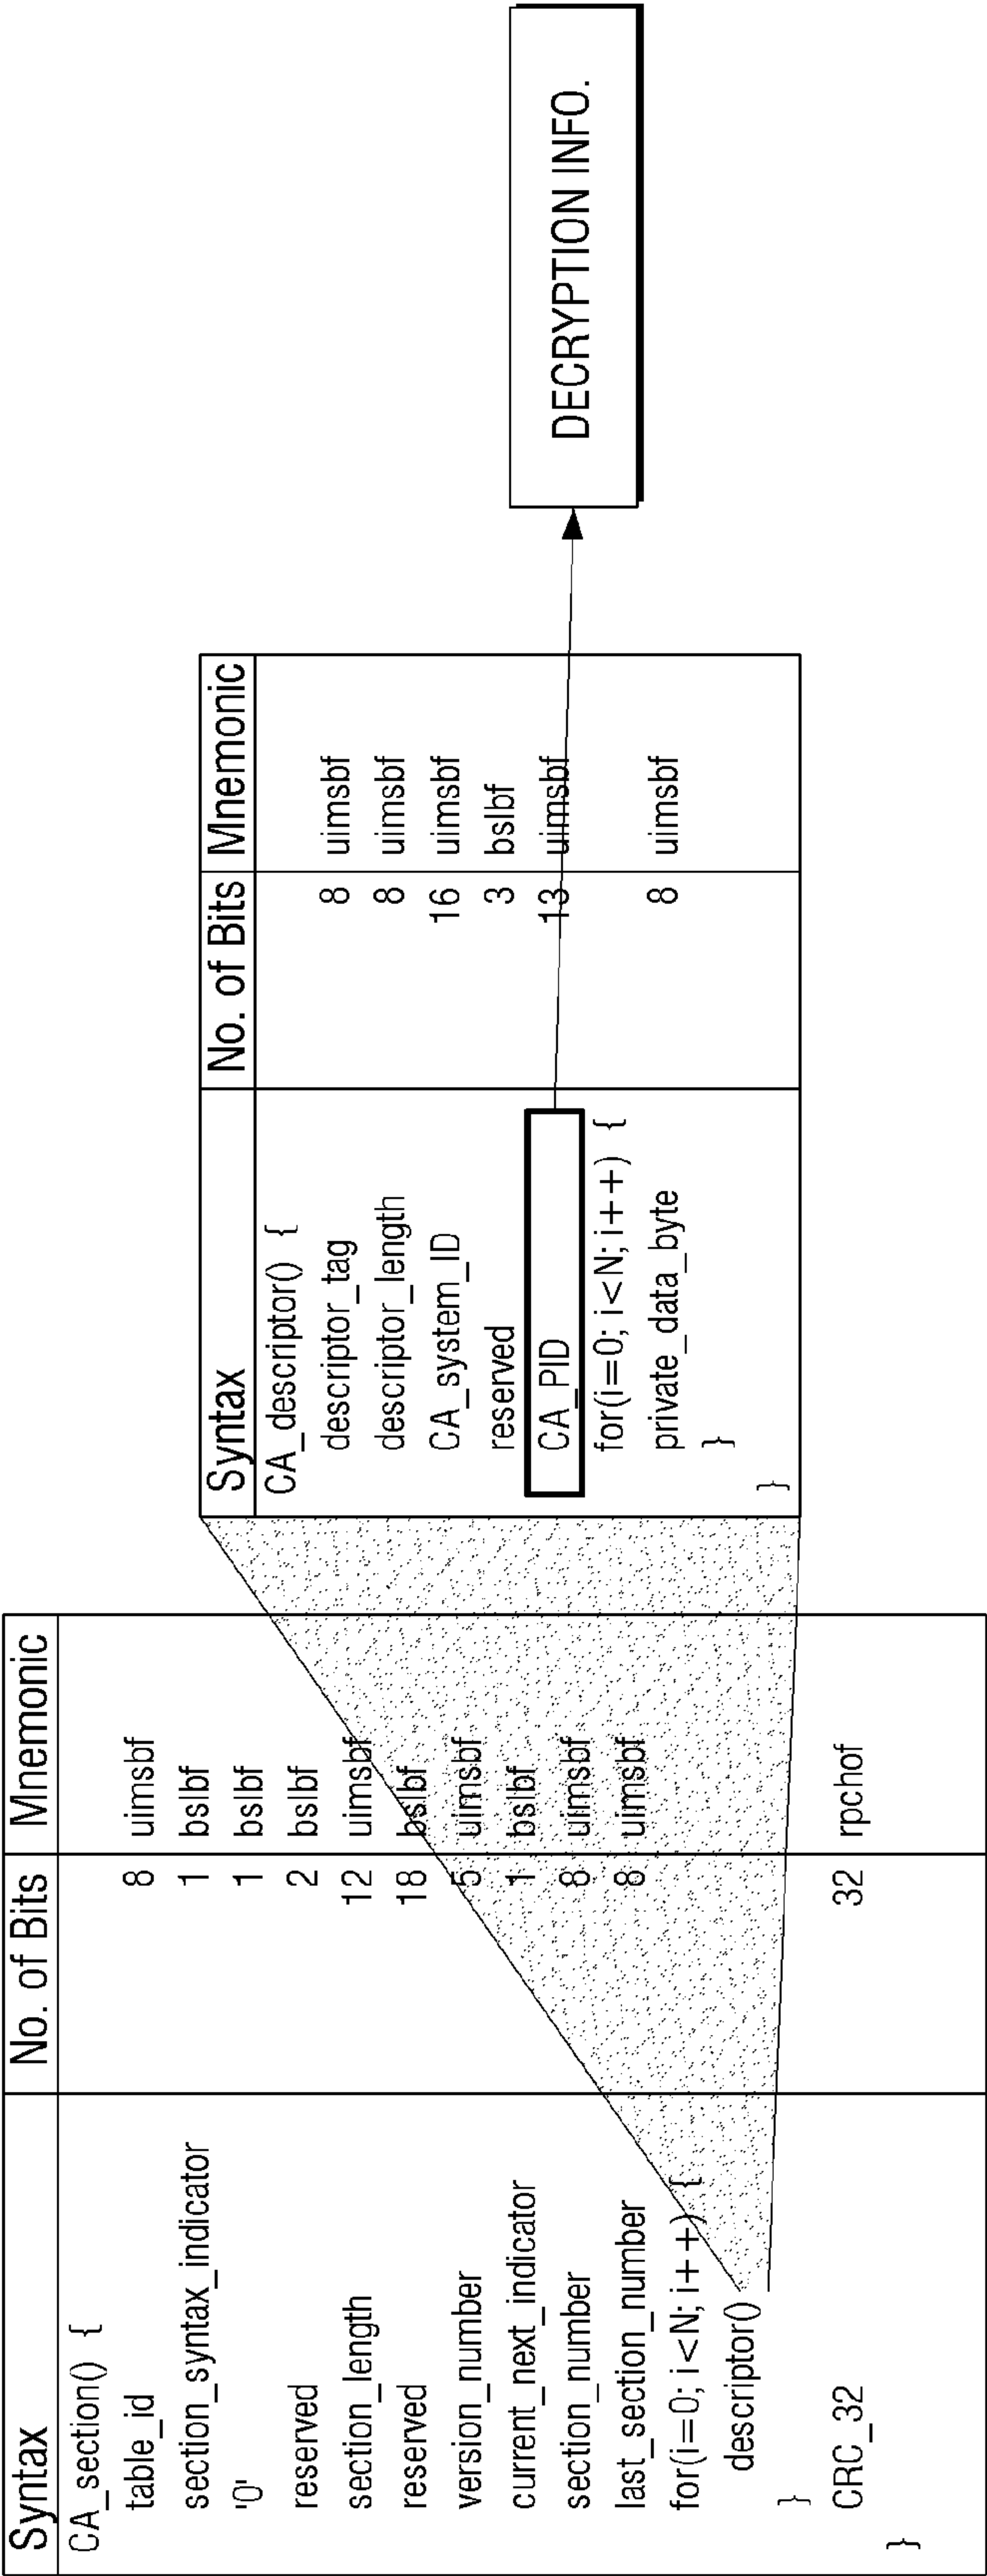 Syntax No. of Bits Mnemonic
CA_section() {
table_id 8 uimsbf
section_syntax_indicator 1 bslbf
'0' 1 bslbf
reserved 2 bslbf
section_length 12 uimsbf
reserved 18 bslbf
version_number 5 uimsbf
current_next_indicator 1 bslbf
section_number 8 uimsbf
last_section_number 8 uimsbf
for(i=0; i<N; i++) {
descriptor()
}
CRC_32 32 rpchof
}
Syntax No. of Bits Mnemonic
CA_descriptor() {
descriptor_tag 8 uimsbf
descriptor_length 8 uimsbf
CA_system_ID 16 uimsbf
reserved 3 bslbf
CA_PID 13 uimsbf
for(i=0; i<N; i++) {
private_data_byte 8 uimsbf
}
}
DECRYPTION INFO.